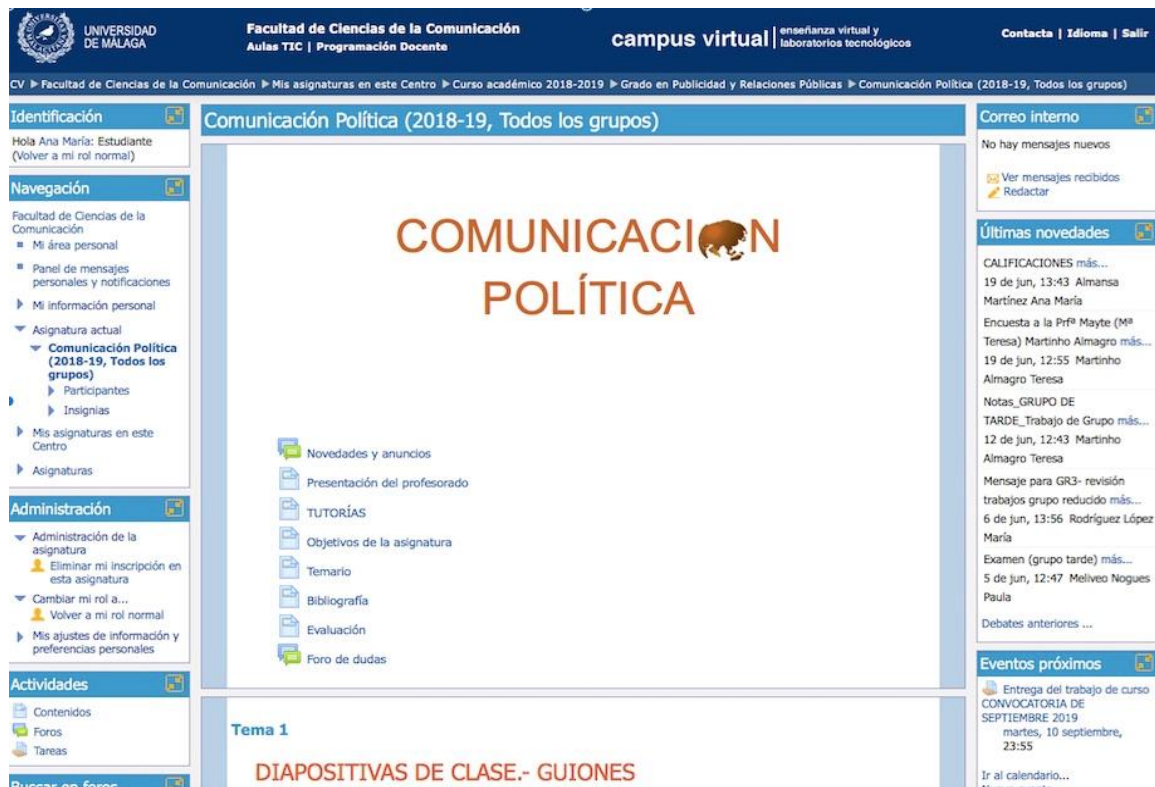 UNIVERSIDAD
DE MÁLAGA
Facultad de Ciencias de la Comunicación
Aulas TIC | Programación Docente
campus virtual
enseñanza virtual y
laboratorios tecnológicos
Contacta | Idioma | Salir
CV ▶ Facultad de Ciencias de la Comunicación ▶ Mis asignaturas en este Centro ▶ Curso académico 2018-2019 ▶ Grado en Publicidad y Relaciones Públicas ▶ Comunicación Política (2018-19, Todos los grupos)
Identificación
Hola Ana María: Estudiante
(Volver a mi rol normal)
Navegación
Facultad de Ciencias de la
Comunicación
Mi área personal
Panel de mensajes
personales y notificaciones
Mi información personal
Asignatura actual
Comunicación Política
(2018-19, Todos los
grupos)
Participantes
Insignias
Mis asignaturas en este
Centro
Asignaturas
Administración
Administración de la
asignatura
Eliminar mi inscripción en
esta asignatura
Cambiar mi rol a...
Volver a mi rol normal
Mis ajustes de información y
preferencias personales
Actividades
Contenidos
Foros
Tareas
Buscar en foros
Comunicación Política (2018-19, Todos los grupos)
COMUNICACIÓN
POLÍTICA
Novedades y anuncios
Presentación del profesorado
TUTORÍAS
Objetivos de la asignatura
Temario
Bibliografía
Evaluación
Foro de dudas
Tema 1
DIAPOSITIVAS DE CLASE.- GUIONES
Correo interno
No hay mensajes nuevos
Ver mensajes recibidos
Redactar
Últimas novedades
CALIFICACIONES más...
19 de jun, 13:43 Almansa
Martínez Ana María
Encuesta a la Prfª Mayte (Mª
Teresa) Martinho Almagro más...
19 de jun, 12:55 Martinho
Almagro Teresa
Notas_GRUPO DE
TARDE_Trabajo de Grupo más...
12 de jun, 12:43 Martinho
Almagro Teresa
Mensaje para GR3- revisión
trabajos grupo reducido más...
6 de jun, 13:56 Rodríguez López
María
Examen (grupo tarde) más...
5 de jun, 12:47 Meliveo Nogues
Paula
Debates anteriores ...
Eventos próximos
Entrega del trabajo de curso
CONVOCATORIA DE
SEPTIEMBRE 2019
martes, 10 septiembre,
23:55
Ir al calendario...